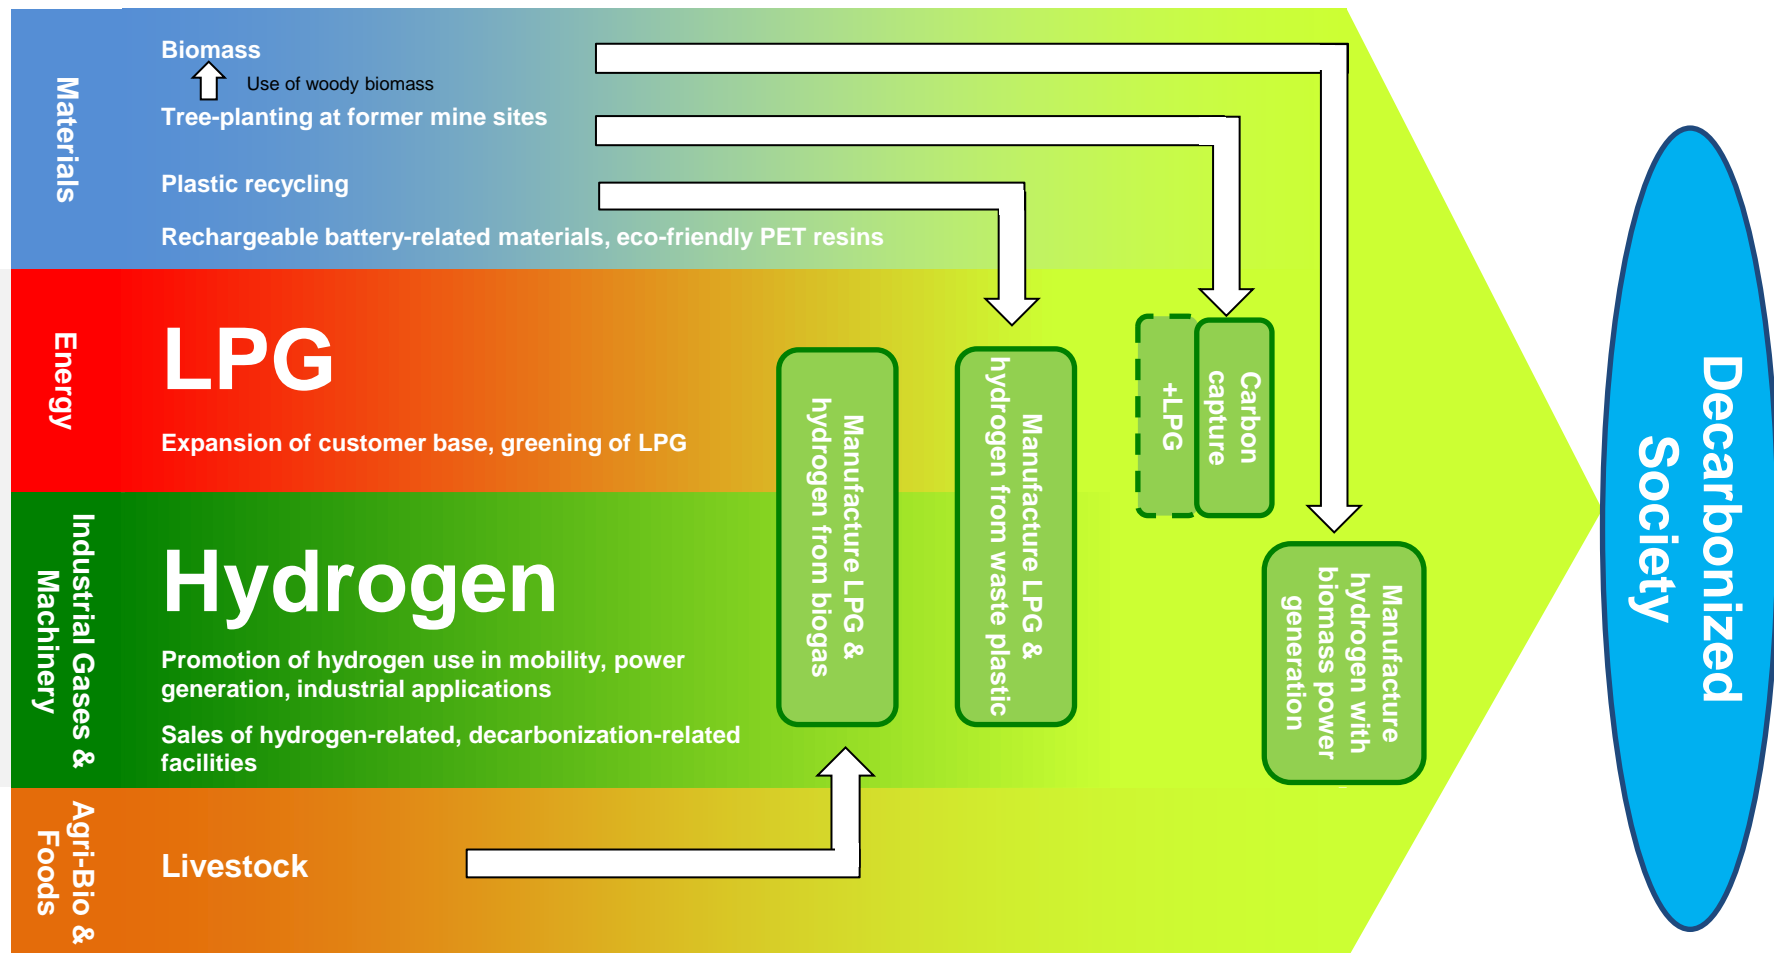 Materials
Biomass
Use of woody biomass
Tree-planting at former mine sites
Plastic recycling
Rechargeable battery-related materials, eco-friendly PET resins
Energy
LPG
Expansion of customer base, greening of LPG
Industrial Gases &
Machinery
Hydrogen
Promotion of hydrogen use in mobility, power
generation, industrial applications
Sales of hydrogen-related, decarbonization-related
facilities
Agri-Bio &
Foods
Livestock
Manufacture LPG &
hydrogen from biogas
Manufacture LPG &
hydrogen from waste plastic
Carbon
capture
+LPG
Manufacture
hydrogen with
biomass power
generation
Decarbonized
Society